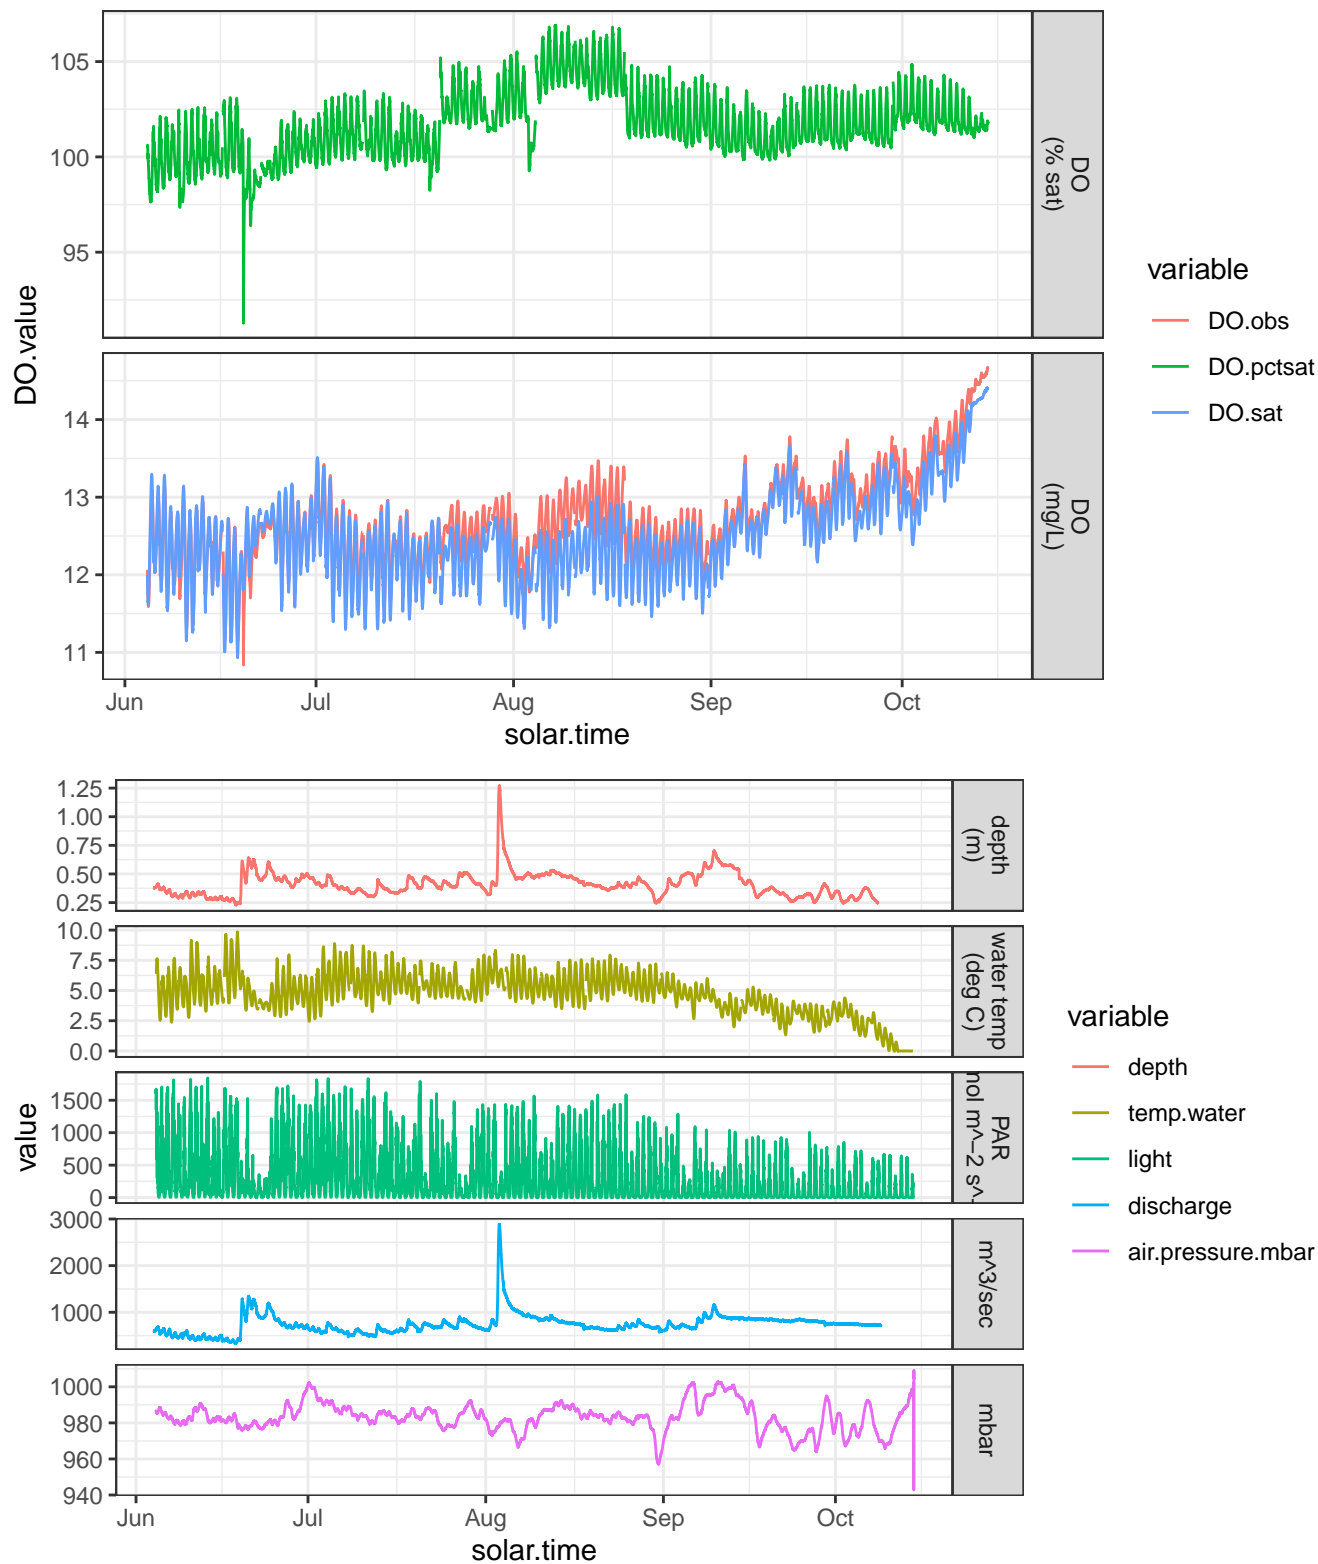 105
100
95
DO
(% sat)
DO.value
14
13
12
11
DO
(mg/L)
Jun
Jul
Aug
Sep
Oct
solar.time
variable
DO.obs
DO.pctsat
DO.sat
1.25
1.00
0.75
0.50
0.25
depth
(m)
10.0
7.5
5.0
2.5
0.0
water temp
(deg C)
value
1500
1000
500
0
PAR
mol m^−2 s^
3000
2000
1000
m^3/sec
1000
980
960
940
mbar
Jun
Jul
Aug
Sep
Oct
solar.time
variable
depth
temp.water
light
discharge
air.pressure.mbar